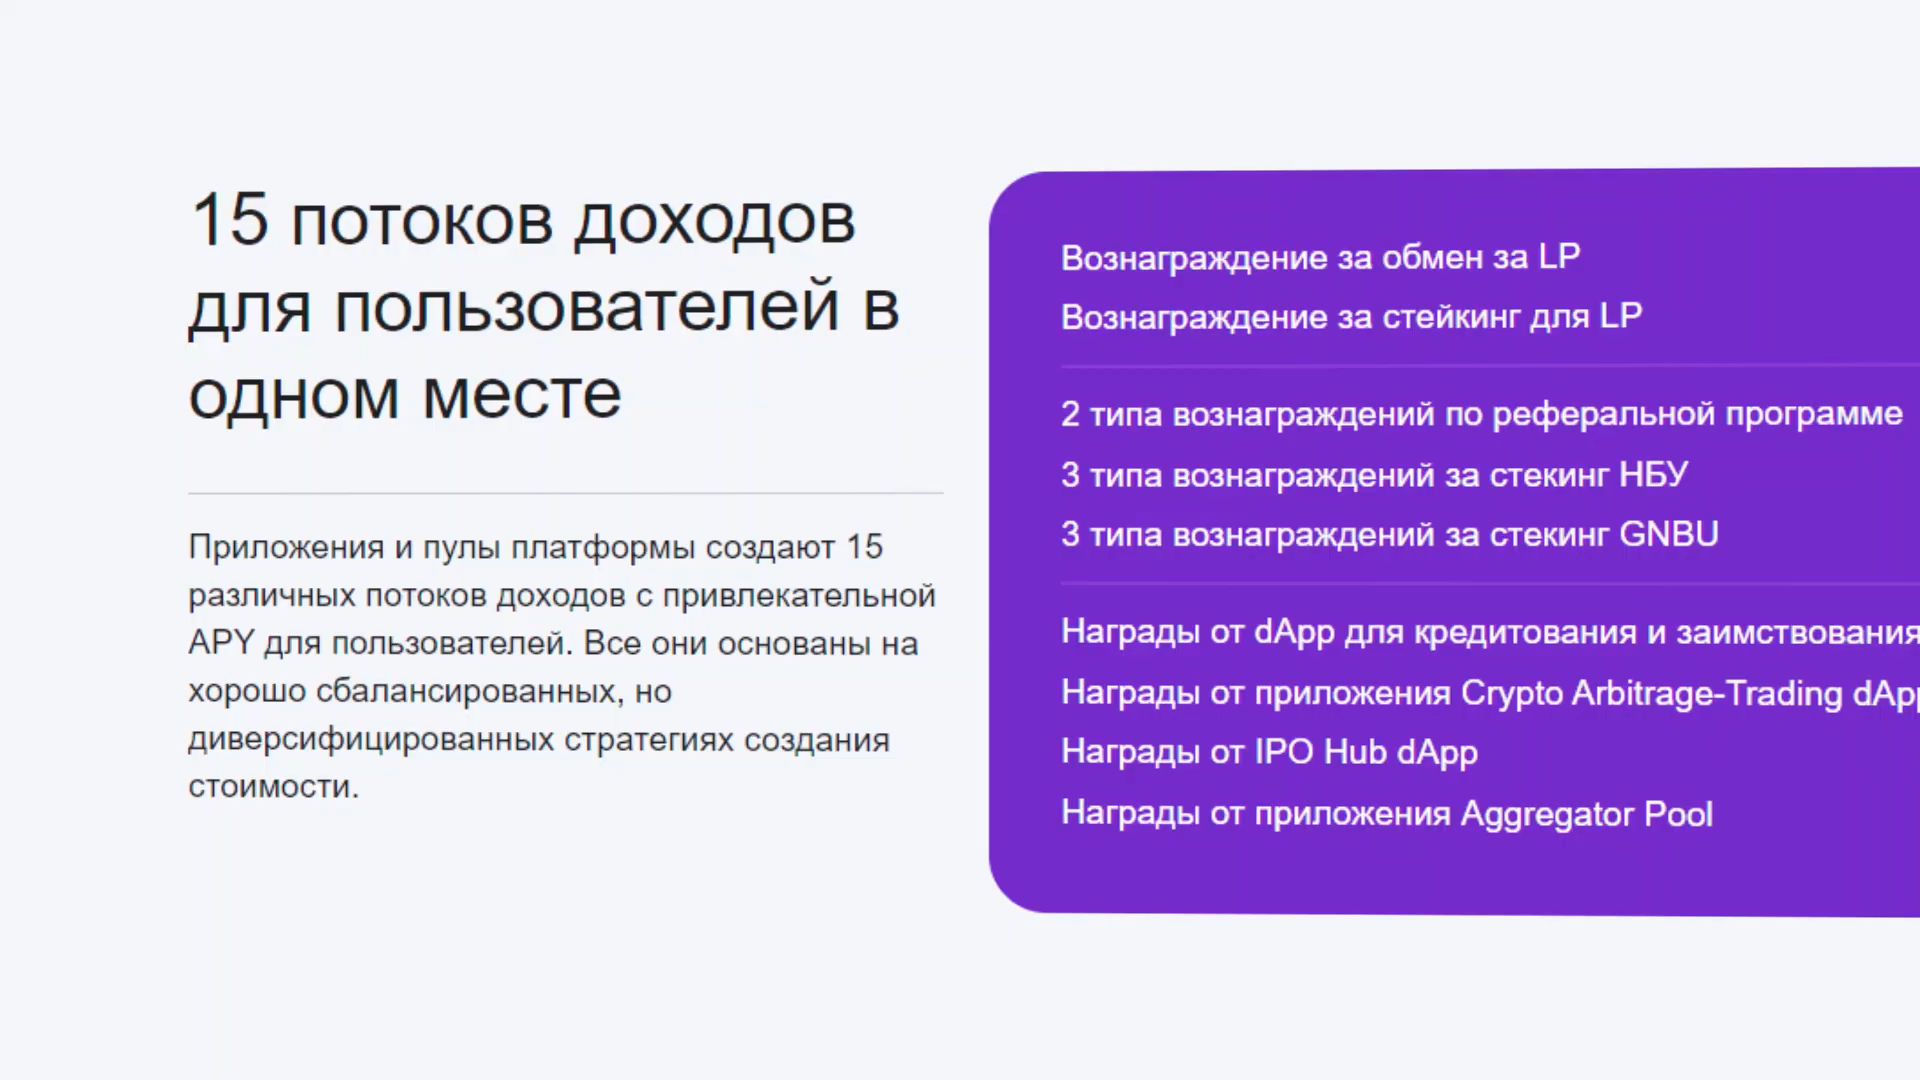 15 потоков доходов
для пользователей в
одном месте
Приложения и пулы платформы создают 15
различных потоков доходов с привлекательной
APY для пользователей. Все они основаны на
хорошо сбалансированных, но
диверсифицированных стратегиях создания
стоимости.
Вознаграждение за обмен за LP
Вознаграждение за стейкинг для LP
2 типа вознаграждений по реферальной программе
3 типа вознаграждений за стекинг НБУ
3 типа вознаграждений за стекинг GNBU
Награды от dApp для кредитования и заимствования
Награды от приложения Crypto Arbitrage-Trading dApp
Награды от IPO Hub dApp
Награды от приложения Aggregator Pool